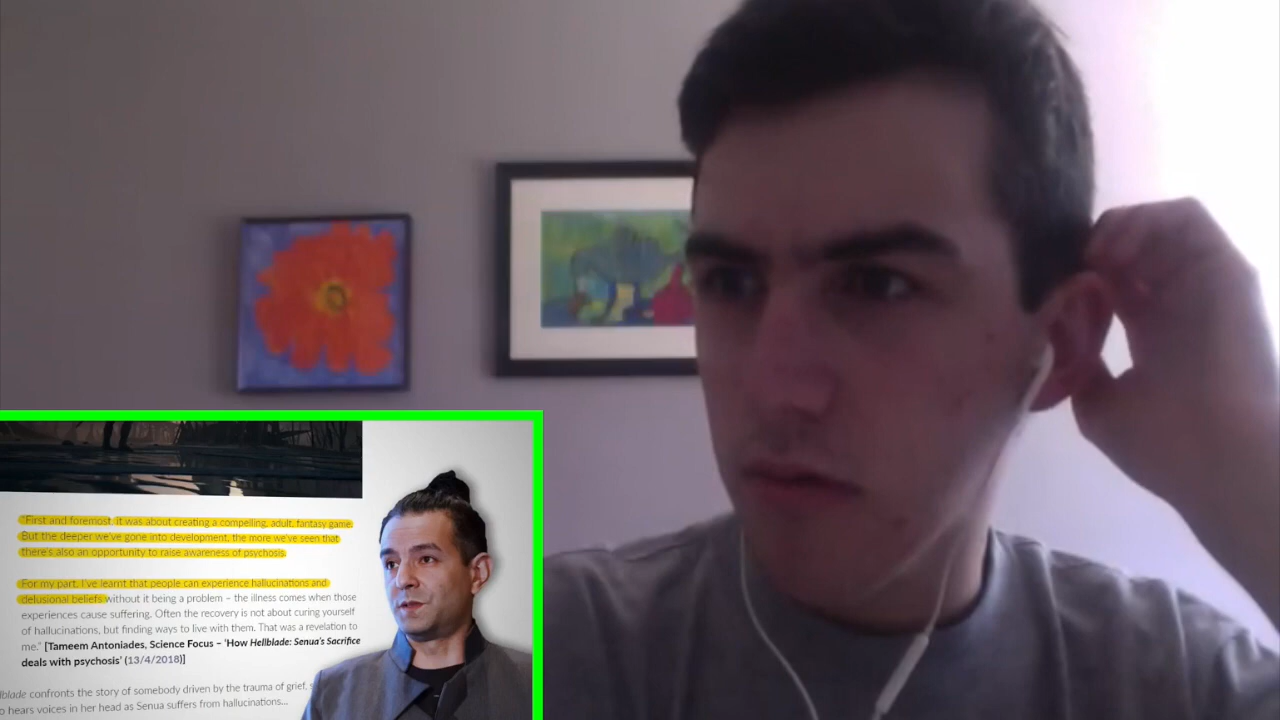 "First and foremost, it was about creating a compelling, adult, fantasy game.
But the deeper we've gone into development, the more we've seen that
there's also an opportunity to raise awareness of psychosis.
For my part, I've learnt that people can experience hallucinations and
delusional beliefs without it being a problem – the illness comes when those
experiences cause suffering. Often the recovery is not about curing yourself
of hallucinations, but finding ways to live with them. That was a revelation to
me." [Tameem Antoniades, Science Focus – 'How Hellblade: Senua's Sacrifice
deals with psychosis' (13/4/2018)]
lblade confronts the story of somebody driven by the trauma of grief,
o hears voices in her head as Senua suffers from hallucinations...